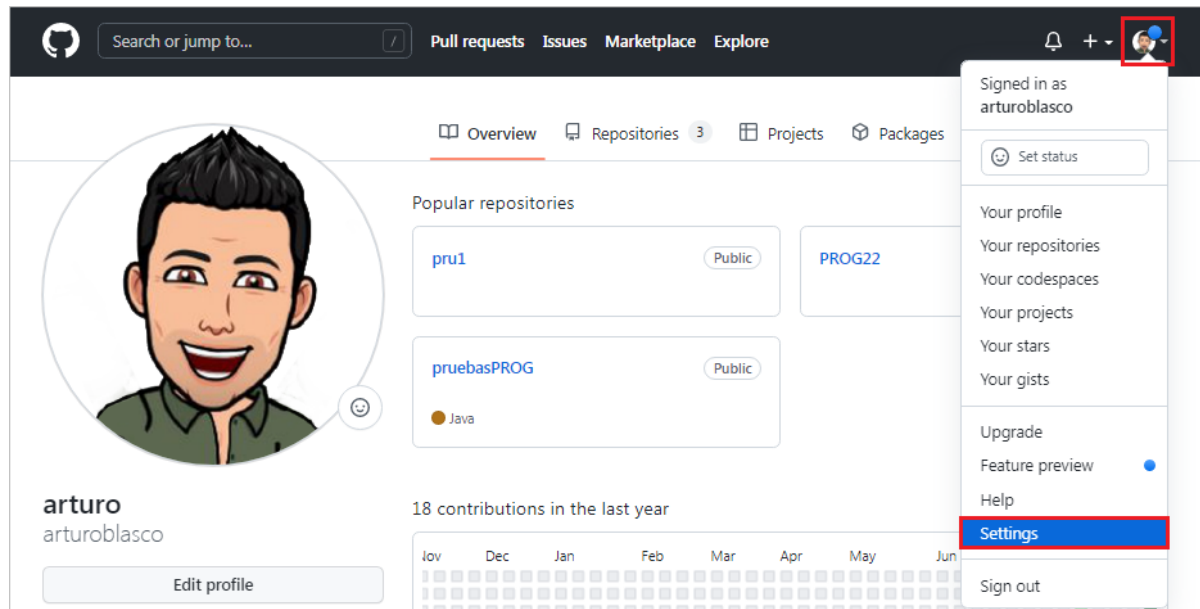 Search or jump to... /
Pull requests Issues Marketplace Explore
Signed in as
arturoblasco
Set status
Your profile
Your repositories
Your codespaces
Your projects
Your stars
Your gists
Upgrade
Feature preview
Help
Settings
Sign out
Overview Repositories 3 Projects Packages
Popular repositories
pru1 Public
PROG22
pruebasPROG Public
Java
arturo
arturoblasco
Edit profile
18 contributions in the last year
Nov Dec Jan Feb Mar Apr May Jun